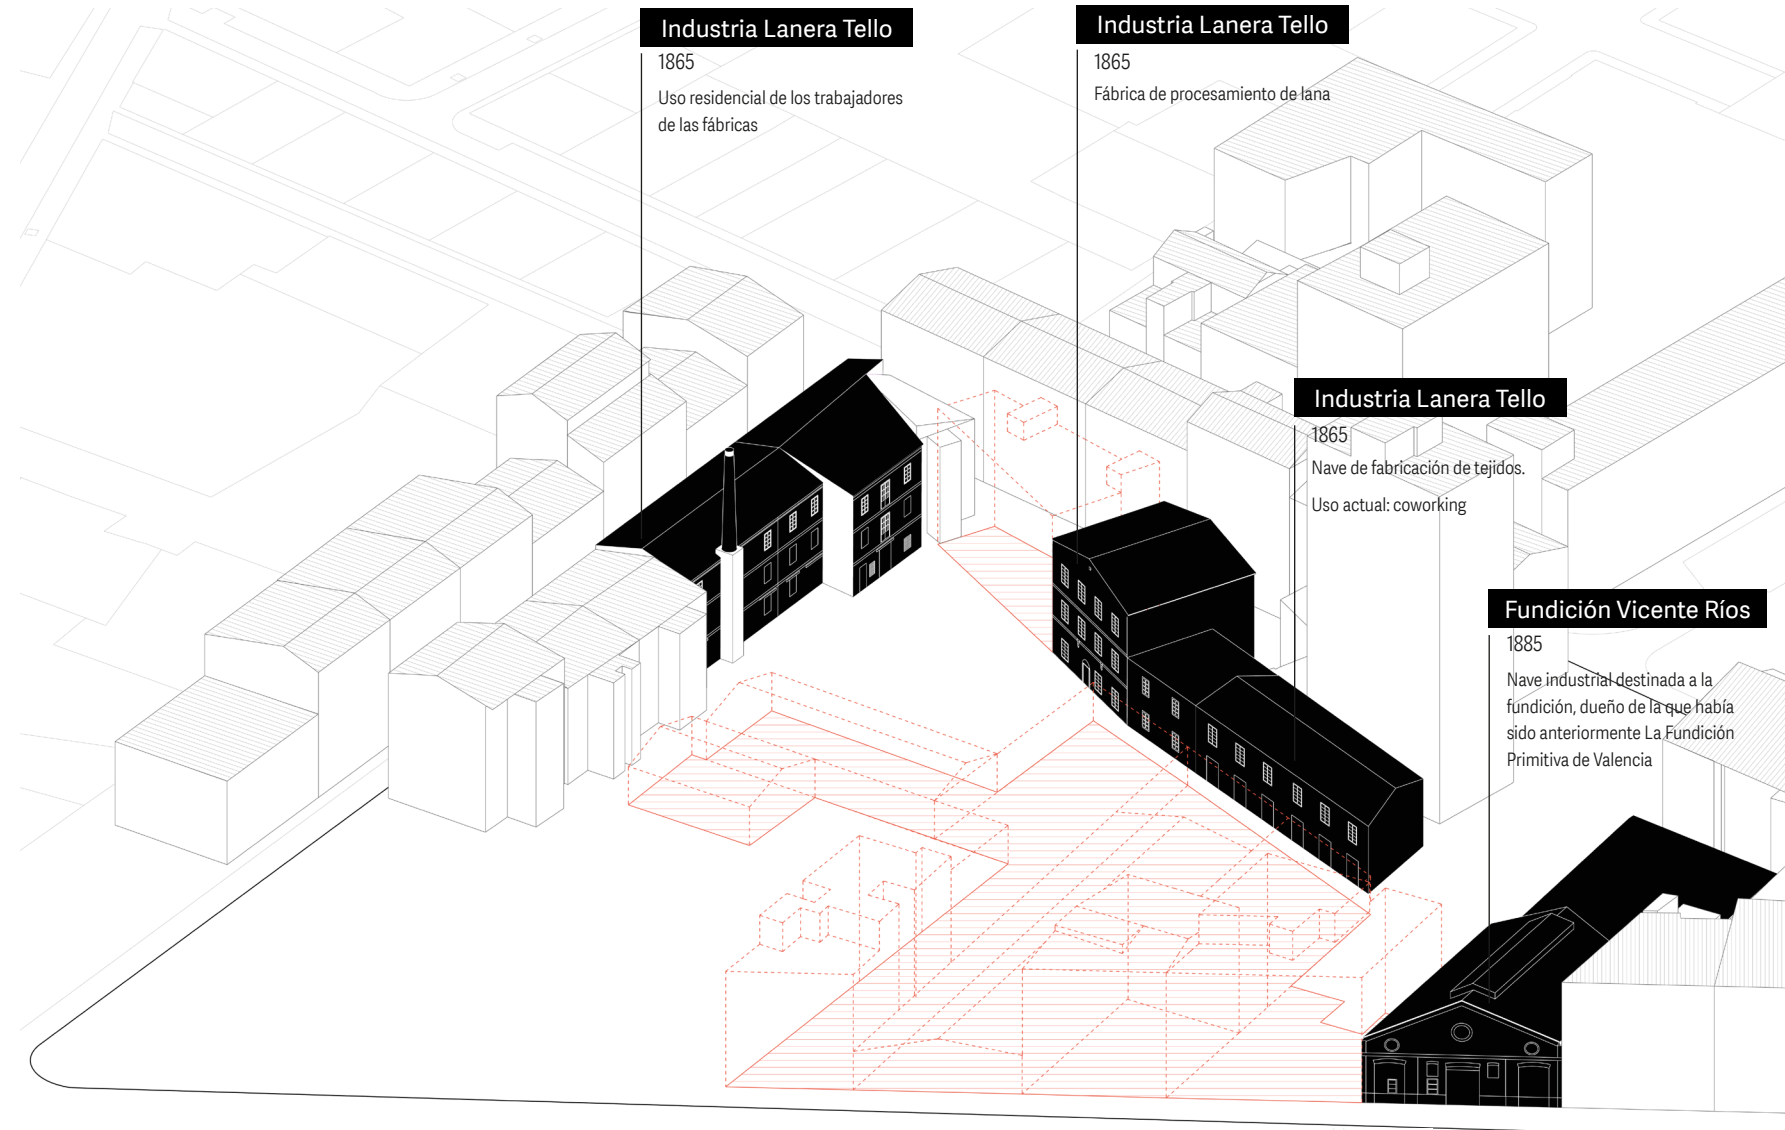 Industria Lanera Tello
1865
Uso residencial de los trabajadores
de las fábricas
Industria Lanera Tello
1865
Fábrica de procesamiento de lana
Industria Lanera Tello
1865
Nave de fabricación de tejidos.
Uso actual: coworking
Fundición Vicente Ríos
1885
Nave industrial destinada a la
fundición, dueño de la que había
sido anteriormente La Fundición
Primitiva de Valencia